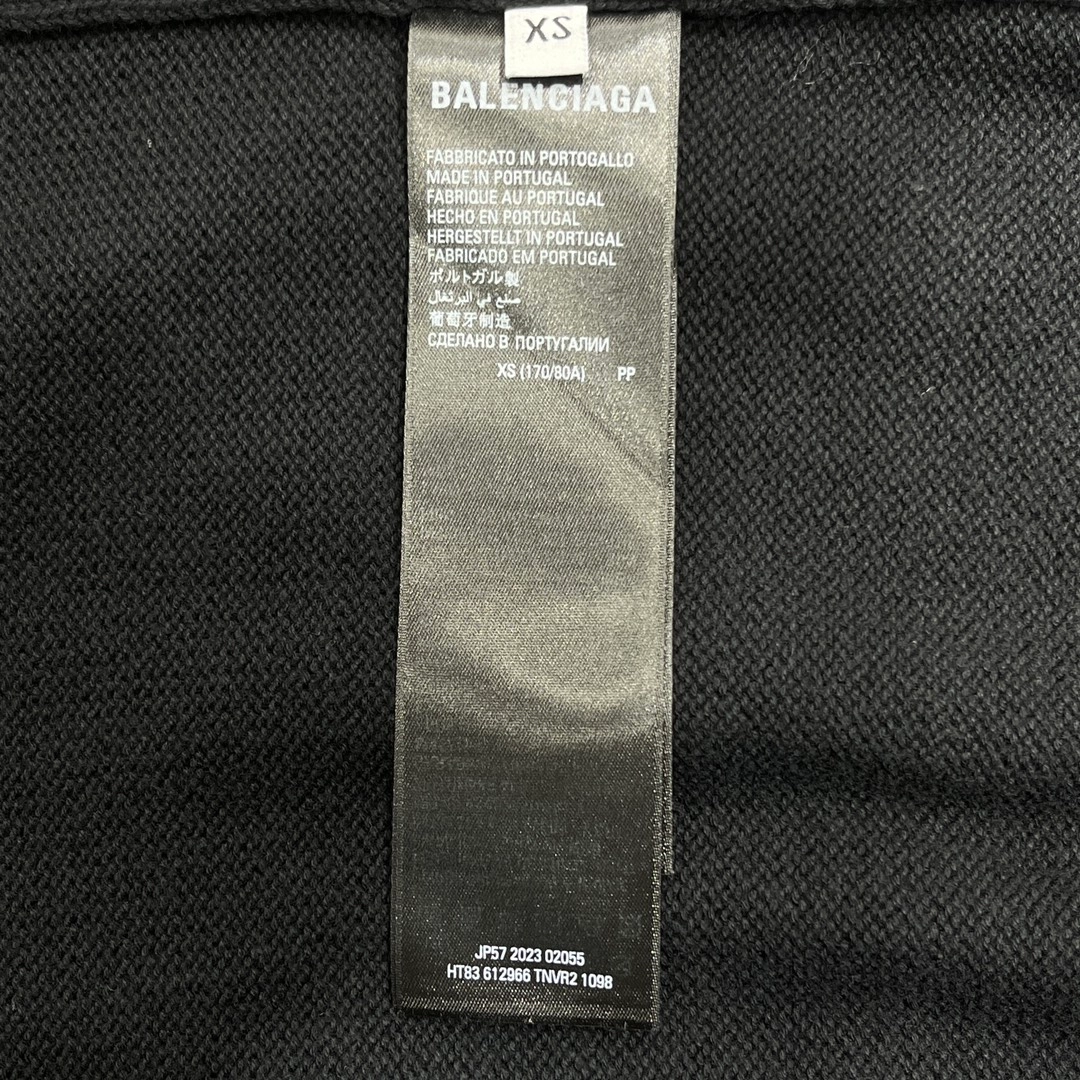 XS
BALENCIAGA
FABBRICATO IN PORTOGALLO
MADE IN PORTUGAL
FABRIQUE AU PORTUGAL
HECHO EN PORTUGAL
HERGESTELLT IN PORTUGAL
FABRICADO EM PORTUGAL
ポルトガル製
صنع في البرتغال
葡萄牙制造
СДЕЛАНО В ПОРТУГАЛИИ
XS (170/80A) PP
JP57 2023 02055
HT83 612966 TNVR2 1098